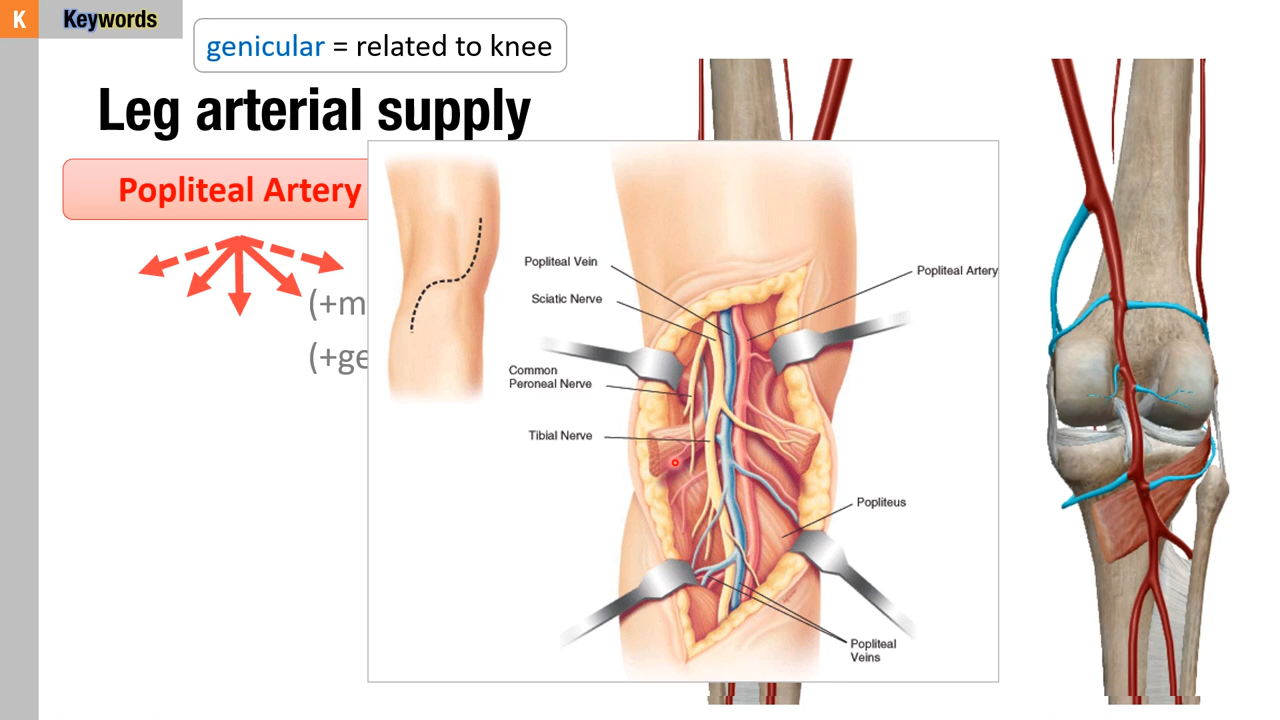 K Keywords
genicular = related to knee
Leg arterial supply
Popliteal Artery
(+m
(+ge
Popliteal Vein
Sciatic Nerve
Common
Peroneal Nerve
Tibial Nerve
Popliteal Artery
Popliteus
Popliteal
Veins